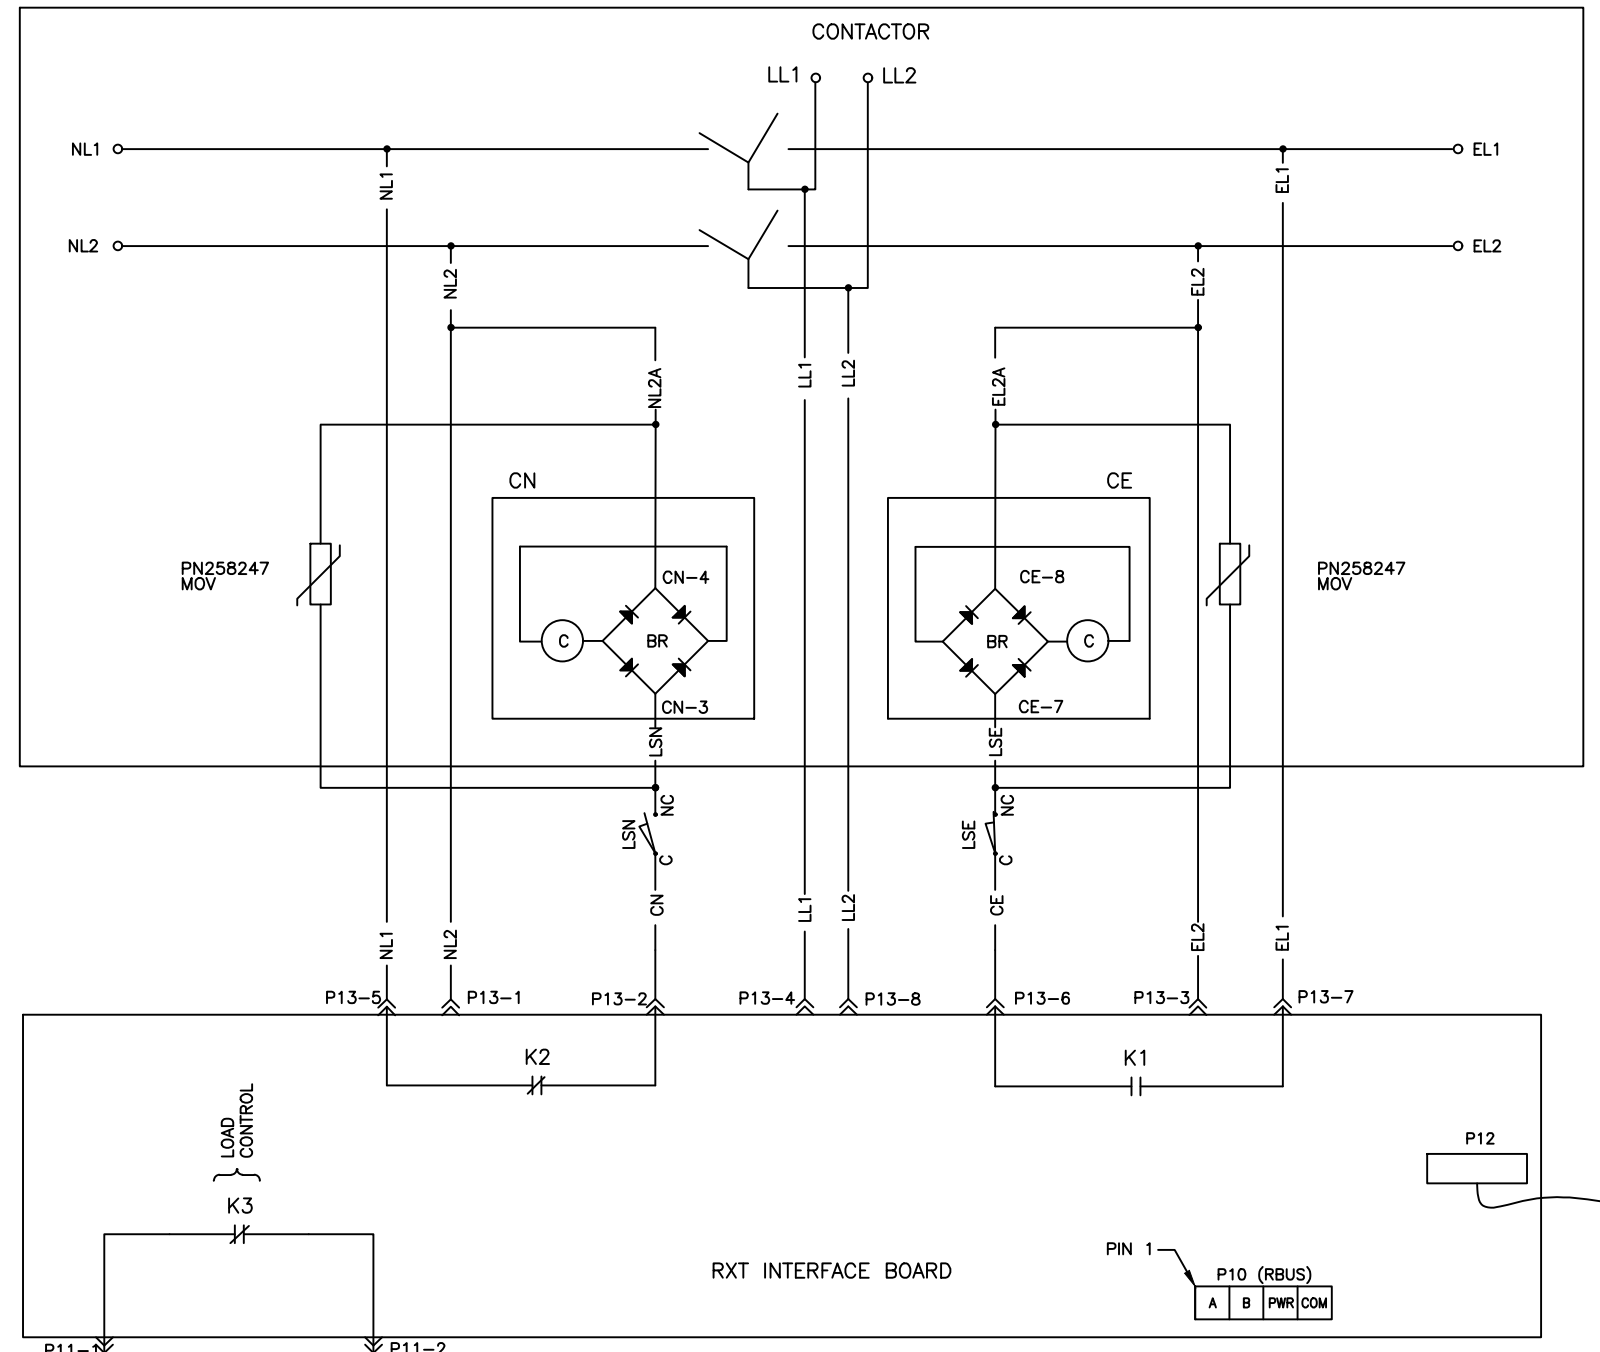 CONTACTOR
LL1
LL2
NL1
EL1
NL1
EL1
NL2
EL2
NL2
EL2
NL2A
LL1
LL2
EL2A
CN
CE
PN258247
MOV
CN-4
C
BR
CN-3
CE-8
BR
C
CE-7
PN258247
MOV
LSN
LSE
NC
LSN
C
NC
LSE
C
CN
LL1
LL2
CE
NL1
NL2
EL2
EL1
P13-5
P13-1
P13-2
P13-4
P13-8
P13-6
P13-3
P13-7
K2
K1
LOAD
CONTROL
K3
P12
RXT INTERFACE BOARD
PIN 1
P10 (RBUS)
A B PWR COM
P11-1
P11-2